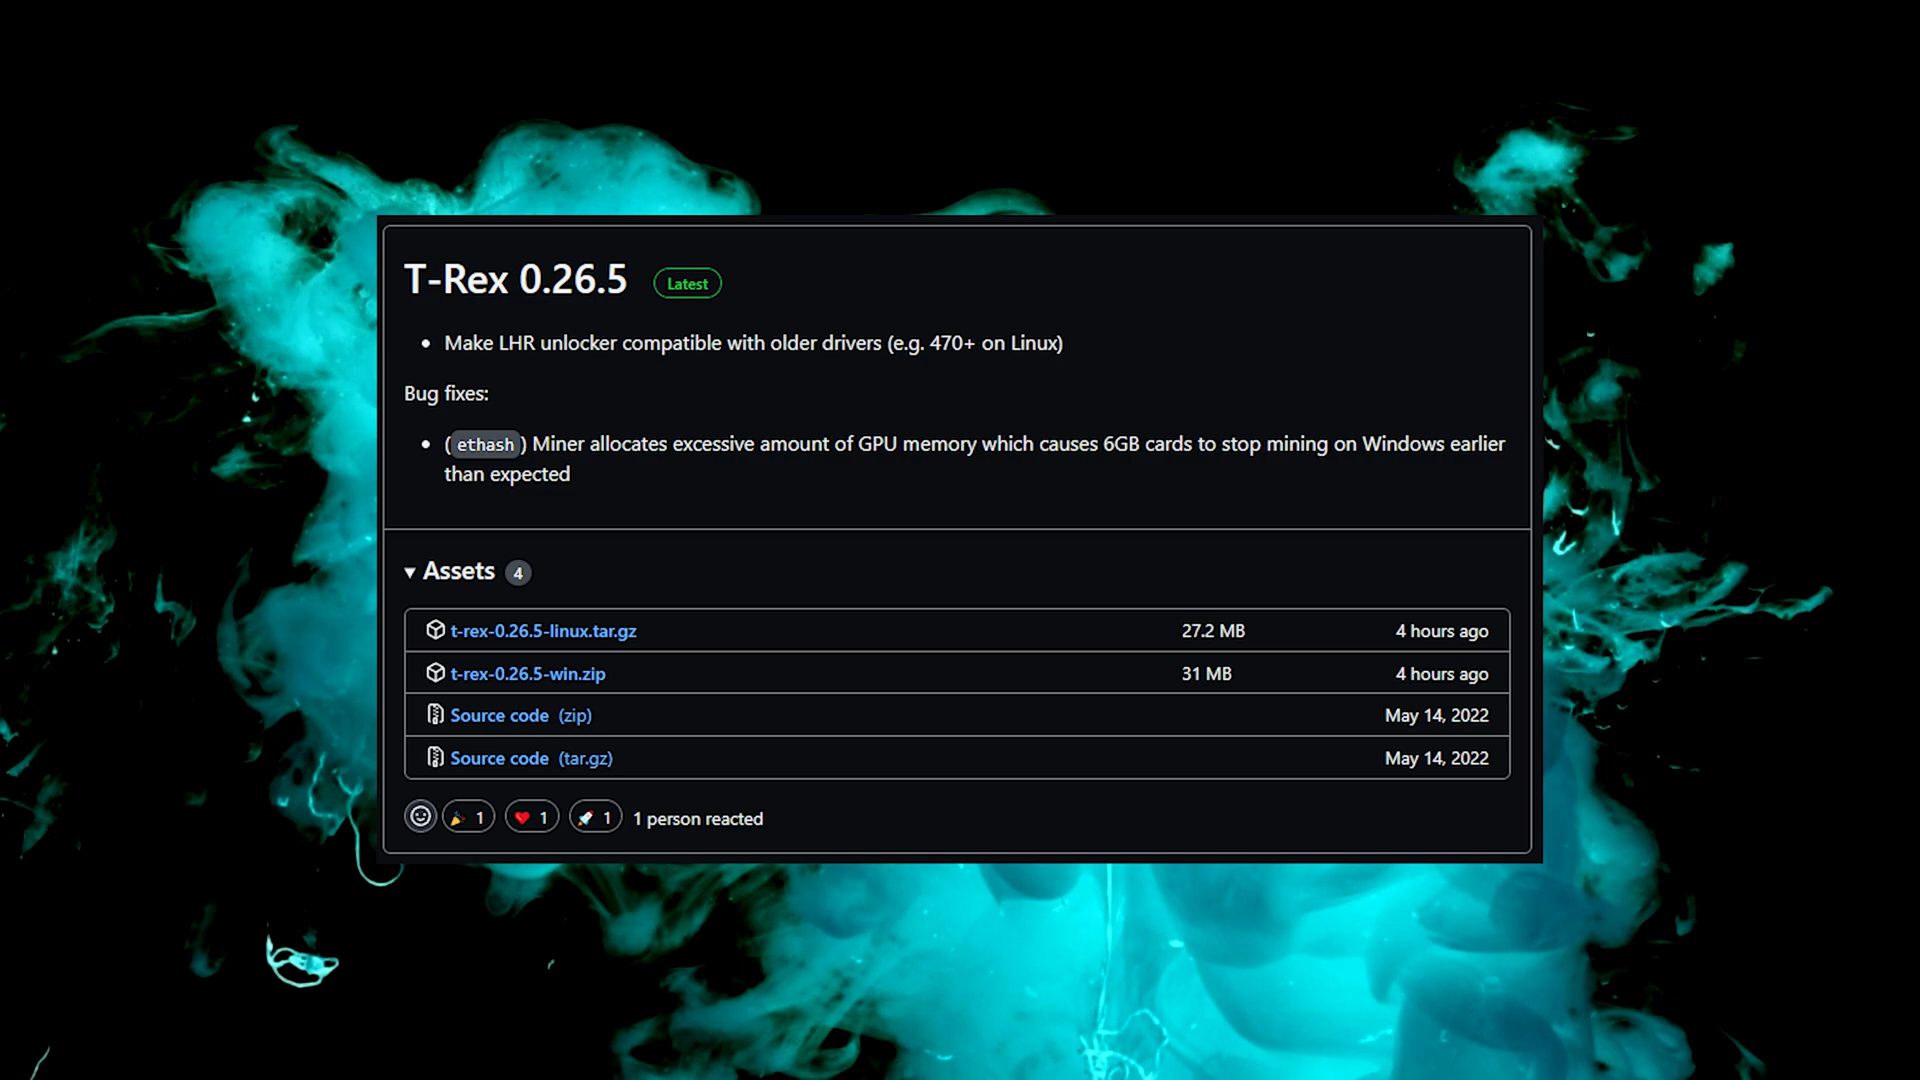 T-Rex 0.26.5 Latest
• Make LHR unlocker compatible with older drivers (e.g. 470+ on Linux)
Bug fixes:
• (ethash) Miner allocates excessive amount of GPU memory which causes 6GB cards to stop mining on Windows earlier
than expected
▾ Assets 4
t-rex-0.26.5-linux.tar.gz 27.2 MB 4 hours ago
t-rex-0.26.5-win.zip 31 MB 4 hours ago
Source code (zip) May 14, 2022
Source code (tar.gz) May 14, 2022
🎉 1 ❤️ 1 🚀 1 1 person reacted